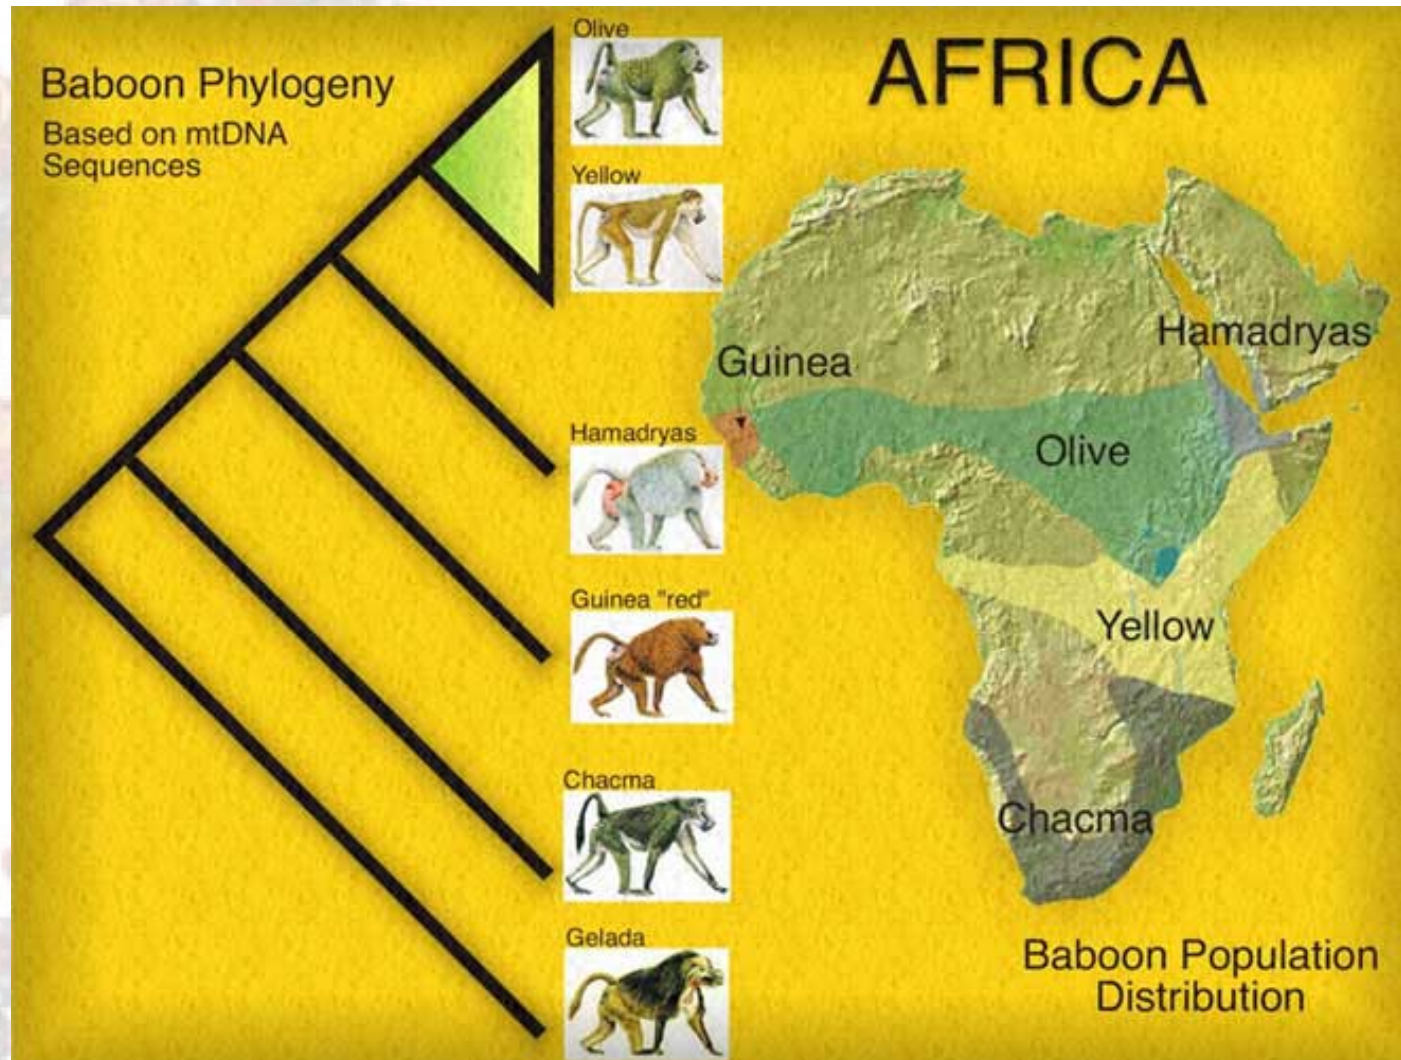 Baboon Phylogeny
Based on mtDNA
Sequences
Olive
Yellow
Hamadryas
Guinea "red"
Chacma
Gelada
AFRICA
Guinea
Hamadryas
Olive
Yellow
Chacma
Baboon Population
Distribution